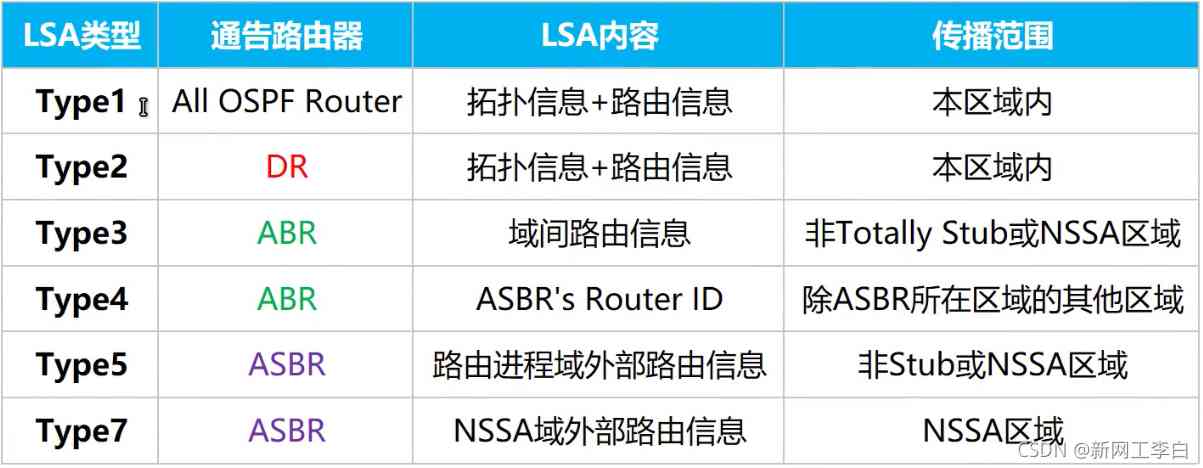 LSA类型 通告路由器 LSA内容 传播范围
Type1 All OSPF Router 拓扑信息+路由信息 本区域内
Type2 DR 拓扑信息+路由信息 本区域内
Type3 ABR 域间路由信息 非Totally Stub或NSSA区域
Type4 ABR ASBR's Router ID 除ASBR所在区域的其他区域
Type5 ASBR 路由进程域外部路由信息 非Stub或NSSA区域
Type7 ASBR NSSA域外部路由信息 NSSA区域
CSDN @新网工李白